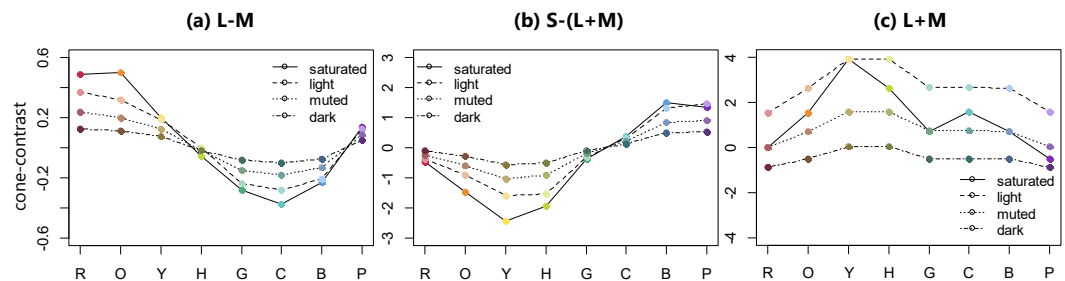 (a) L-M
(b) S-(L+M)
(c) L+M
cone-contrast
0.6
0.2
-0.2
-0.6
saturated
light
muted
dark
R O Y H G C B P
3
2
1
0
-1
-2
-3
saturated
light
muted
dark
R O Y H G C B P
4
2
0
-2
-4
saturated
light
muted
dark
R O Y H G C B P